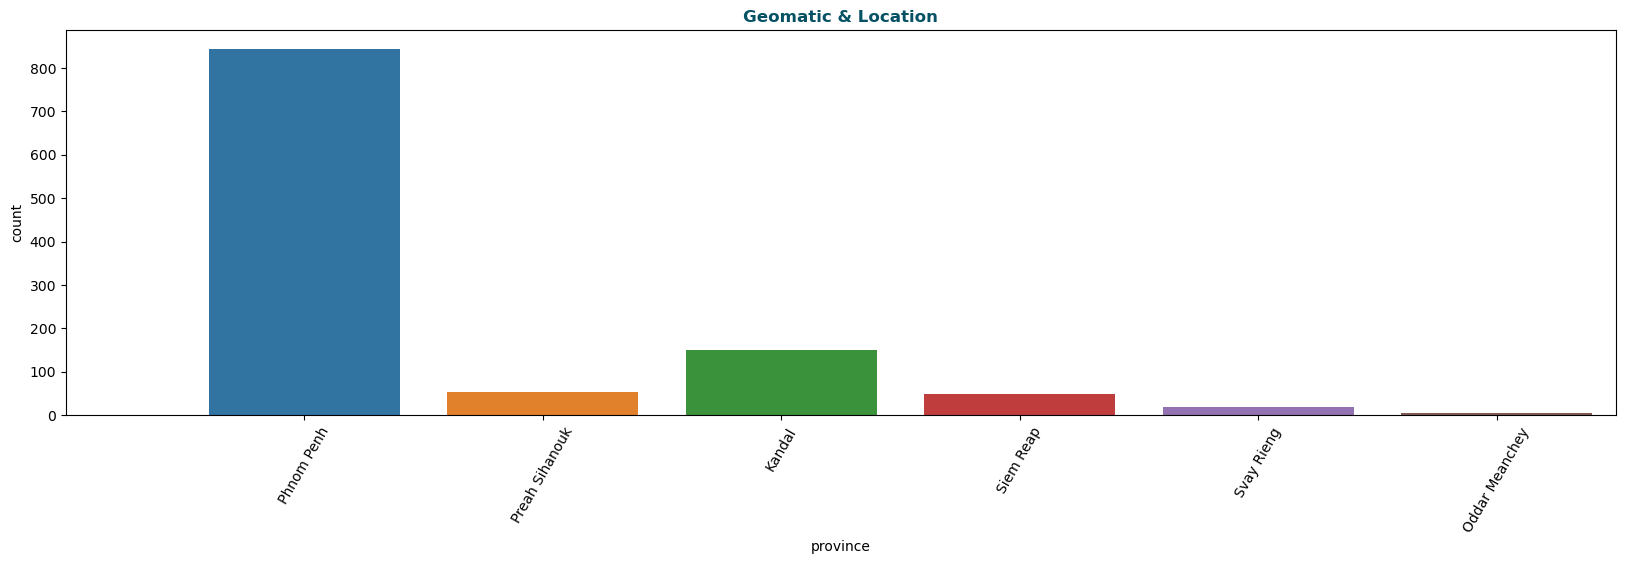 Geomatic & Location
count
800
700
600
500
400
300
200
100
0
Phnom Penh
Preah Sihanouk
Kandal
Siem Reap
Svay Rieng
Oddar Meanchey
province